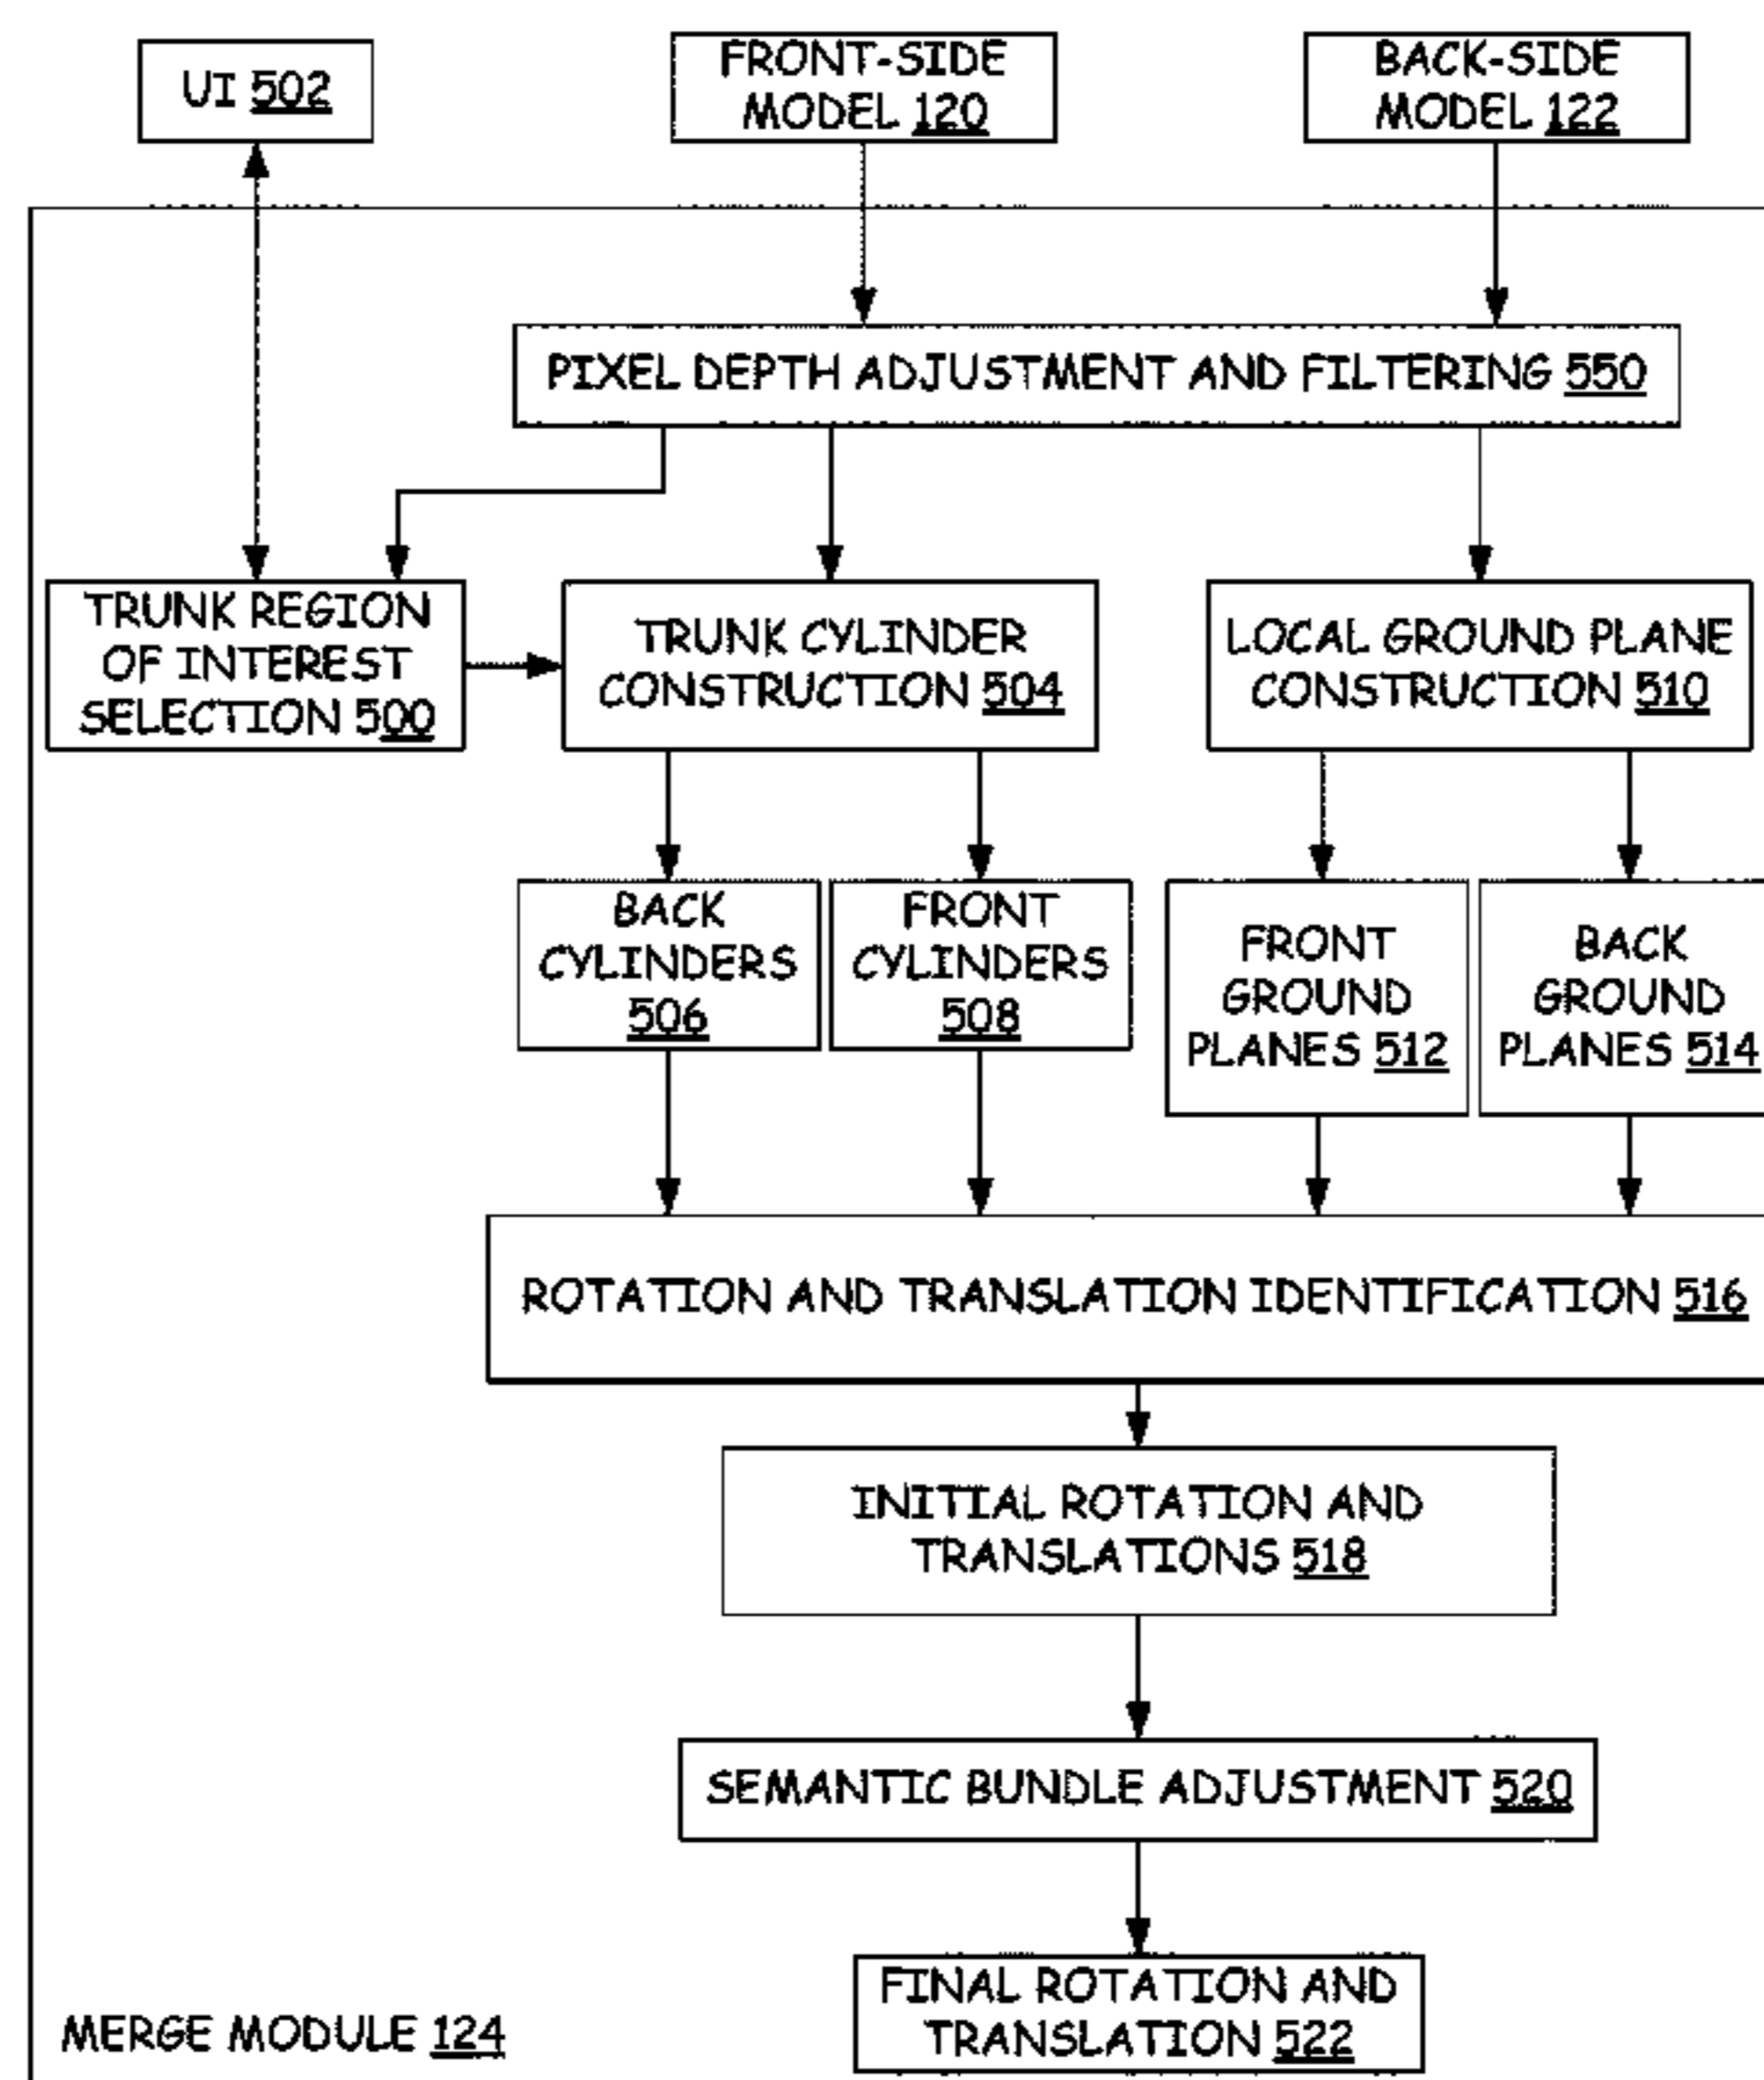 UI 502
FRONT-SIDE
MODEL 120
BACK-SIDE
MODEL 122
PIXEL DEPTH ADJUSTMENT AND FILTERING 550
TRUNK REGION
OF INTEREST
SELECTION 500
TRUNK CYLINDER
CONSTRUCTION 504
LOCAL GROUND PLANE
CONSTRUCTION 510
BACK
CYLINDERS
506
FRONT
CYLINDERS
508
FRONT
GROUND
PLANES 512
BACK
GROUND
PLANES 514
ROTATION AND TRANSLATION IDENTIFICATION 516
INITIAL ROTATION AND
TRANSLATIONS 518
SEMANTIC BUNDLE ADJUSTMENT 520
FINAL ROTATION AND
TRANSLATION 522
MERGE MODULE 124